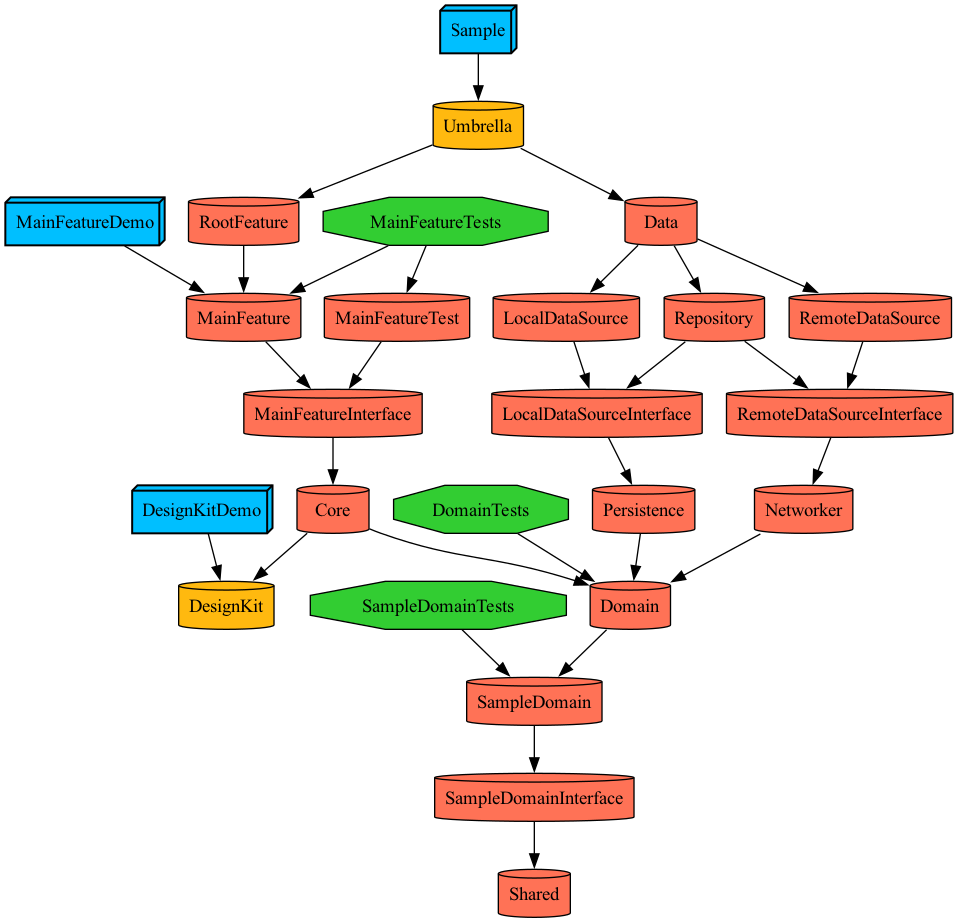 Sample
Umbrella
MainFeatureDemo
RootFeature
MainFeatureTests
Data
MainFeature
MainFeatureTest
LocalDataSource
Repository
RemoteDataSource
MainFeatureInterface
LocalDataSourceInterface
RemoteDataSourceInterface
DesignKitDemo
Core
DomainTests
Persistence
Networker
DesignKit
SampleDomainTests
Domain
SampleDomain
SampleDomainInterface
Shared